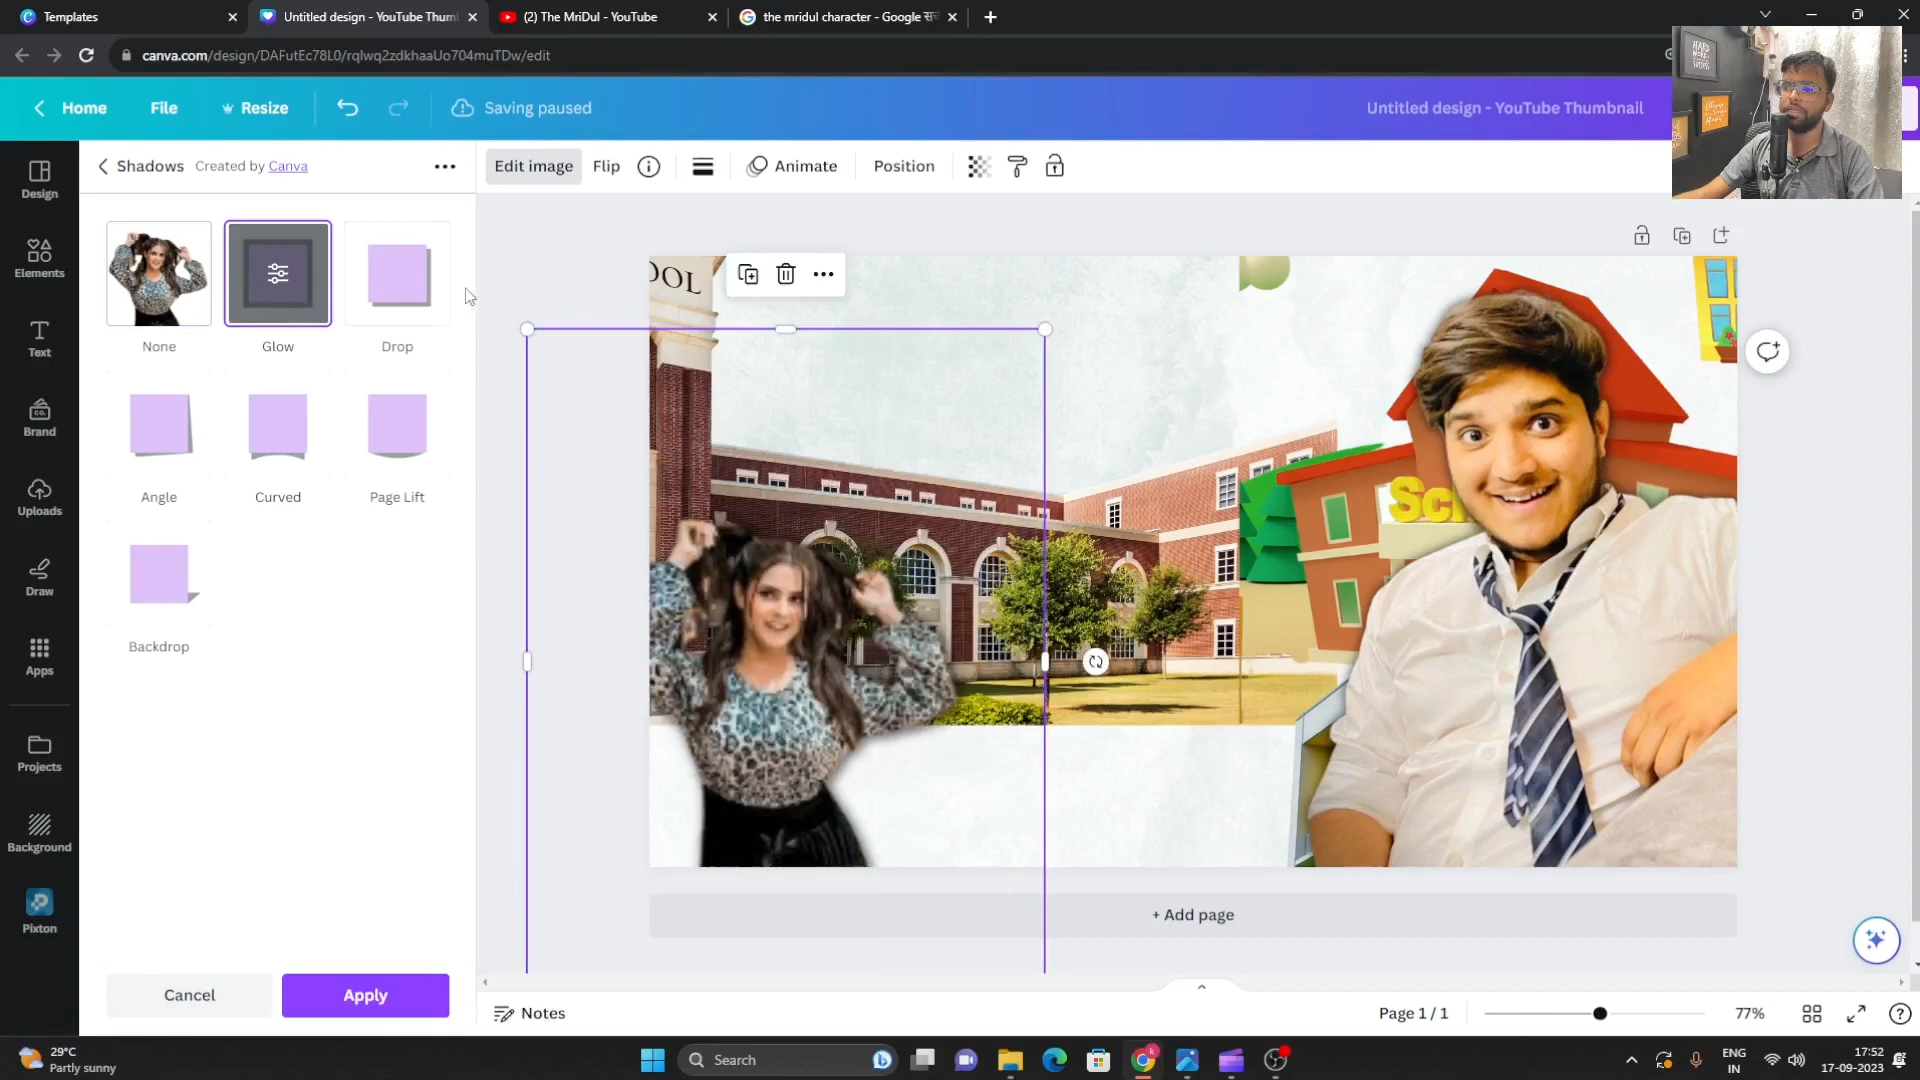 Templates
Untitled design - YouTube Thum
(2) The MriDul - YouTube
the mridul character - Google सर्च
canva.com/design/DAFutEc78L0/rqlwq2zdkhaaUo704muTDw/edit
Home
File
Resize
Saving paused
Untitled design - YouTube Thumbnail
Design
Elements
Text
Brand
Uploads
Draw
Apps
Projects
Background
Pixton
Shadows
Created by Canva
None
Glow
Drop
Angle
Curved
Page Lift
Backdrop
Cancel
Apply
Edit image
Flip
Animate
Position
OOL
Sc
+ Add page
Notes
Page 1 / 1
77%
29°C
Partly sunny
Search
ENG
IN
17:52
17-09-2023